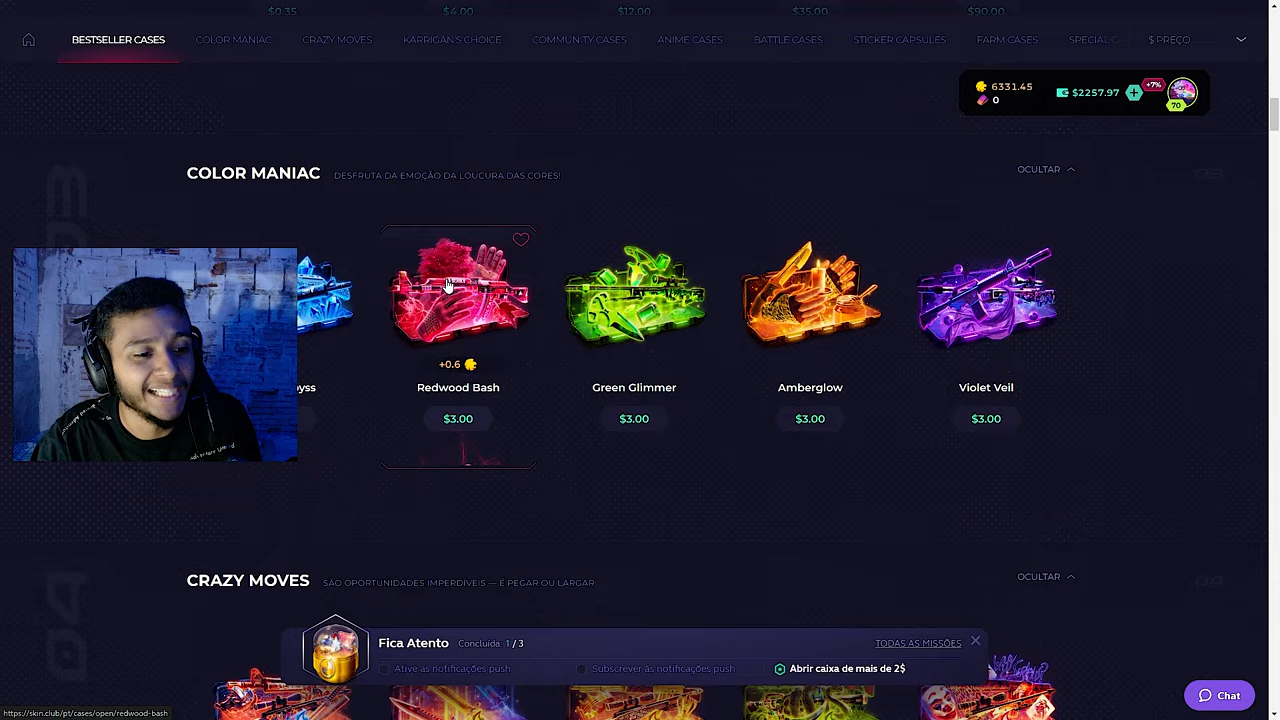 $0.35 $4.00 $12.00 $35.00 $90.00
BESTSELLER CASES COLOR MANIAC CRAZY MOVES KARRIGAN'S CHOICE COMMUNITY CASES ANIME CASES BATTLE CASES STICKER CAPSULES FARM CASES SPECIAL C $ PREÇO
6331.45 $2257.97 +7%
0 70
COLOR MANIAC DESFRUTA DA EMOÇÃO DA LOUCURA DAS CORES! OCULTAR
+0.6
yss Redwood Bash Green Glimmer Amberglow Violet Veil
$3.00 $3.00 $3.00 $3.00
CRAZY MOVES SÃO OPORTUNIDADES IMPERDÍVEIS — É PEGAR OU LARGAR OCULTAR
Fica Atento Concluída: 1 / 3 TODAS AS MISSÕES
Ative as notificações push Subscrever às notificações push Abrir caixa de mais de 2$
Chat
https://skin.club/pt/cases/open/redwood-bash